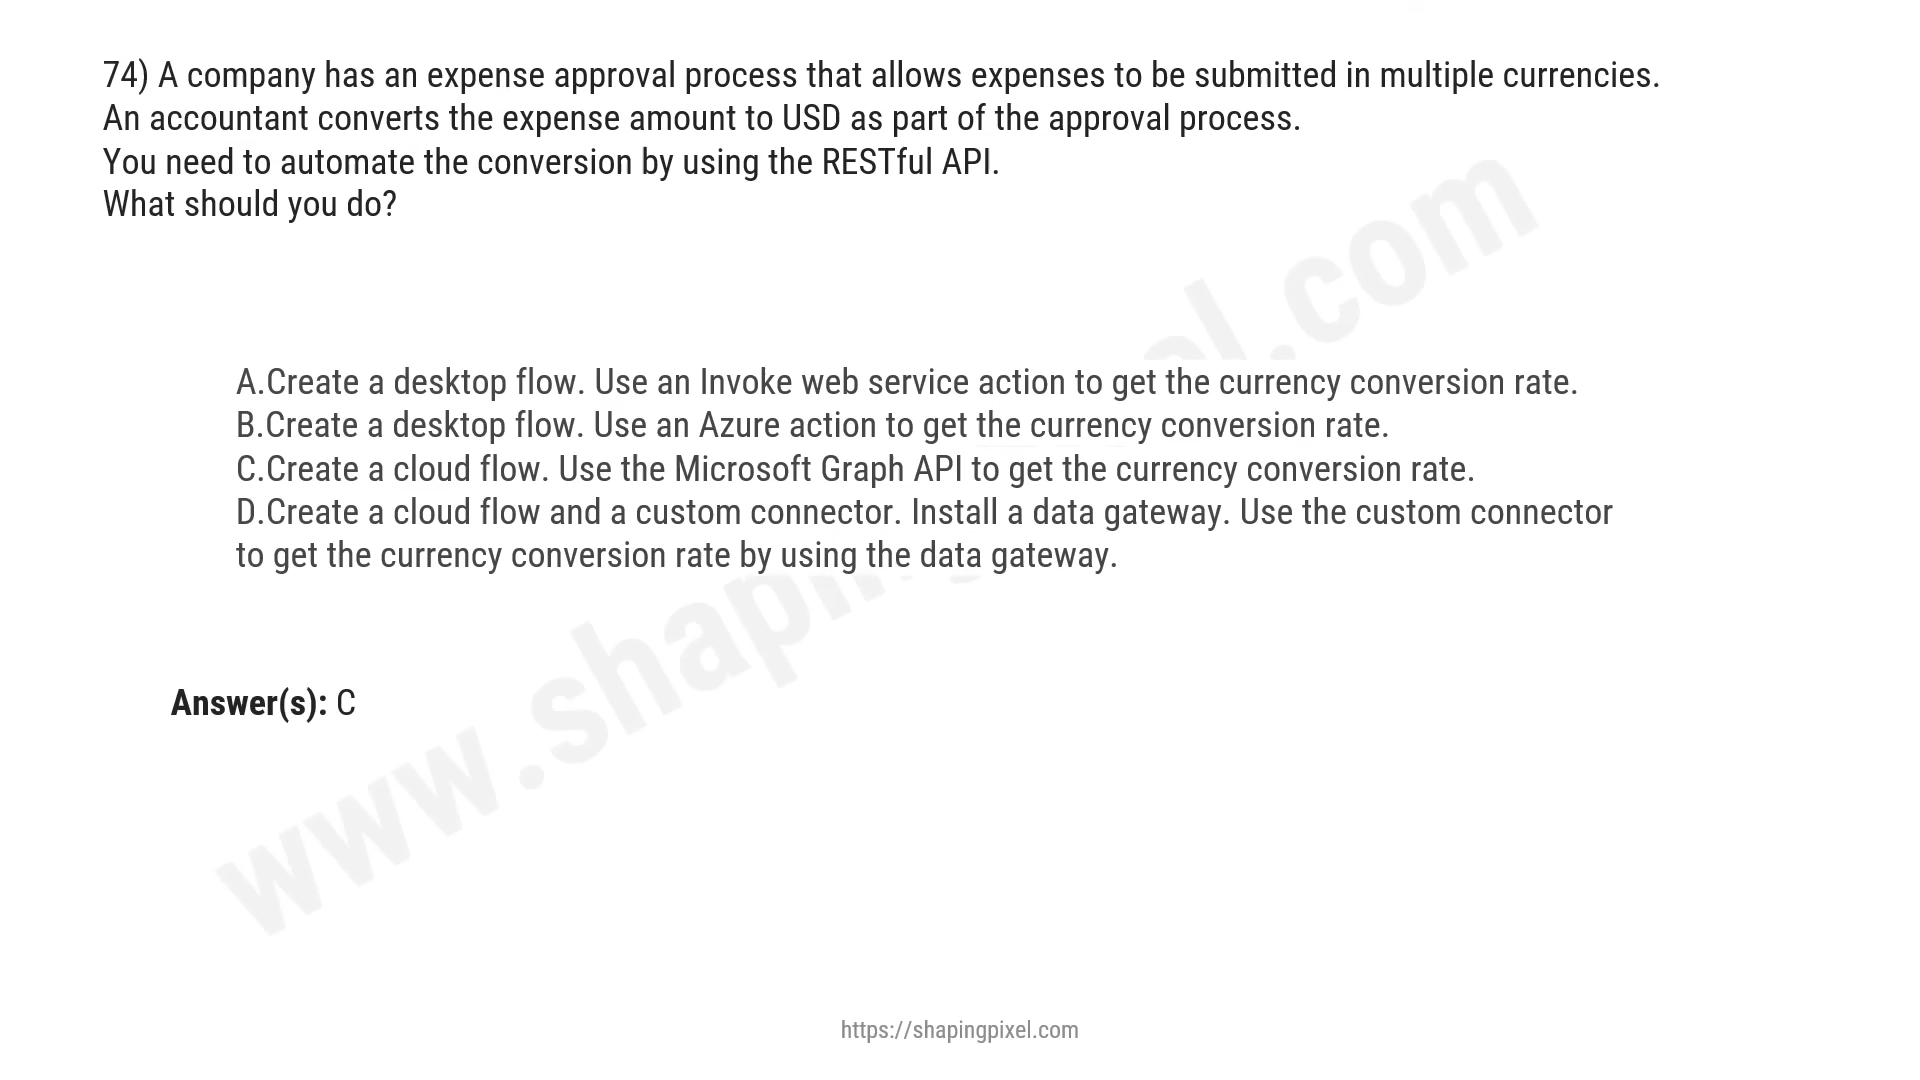 74) A company has an expense approval process that allows expenses to be submitted in multiple currencies.
An accountant converts the expense amount to USD as part of the approval process.
You need to automate the conversion by using the RESTful API.
What should you do?
A.Create a desktop flow. Use an Invoke web service action to get the currency conversion rate.
B.Create a desktop flow. Use an Azure action to get the currency conversion rate.
C.Create a cloud flow. Use the Microsoft Graph API to get the currency conversion rate.
D.Create a cloud flow and a custom connector. Install a data gateway. Use the custom connector
to get the currency conversion rate by using the data gateway.
Answer(s): C
https://shapingpixel.com